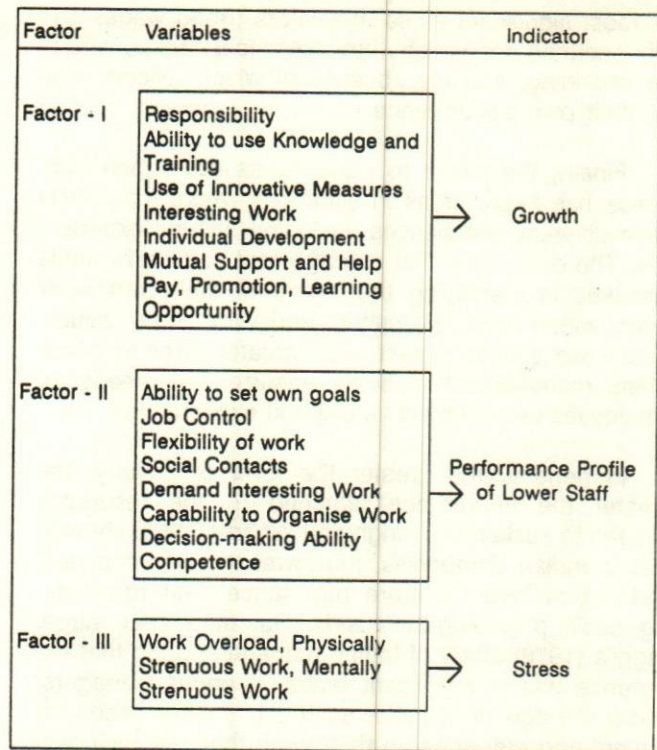 Factor Variables Indicator
Factor - I
Responsibility
Ability to use Knowledge and
Training
Use of Innovative Measures
Interesting Work
Individual Development
Mutual Support and Help
Pay, Promotion, Learning
Opportunity
Growth
Factor - II
Ability to set own goals
Job Control
Flexibility of work
Social Contacts
Demand Interesting Work
Capability to Organise Work
Decision-making Ability
Competence
Performance Profile
of Lower Staff
Factor - III
Work Overload, Physically
Strenuous Work, Mentally
Strenuous Work
Stress